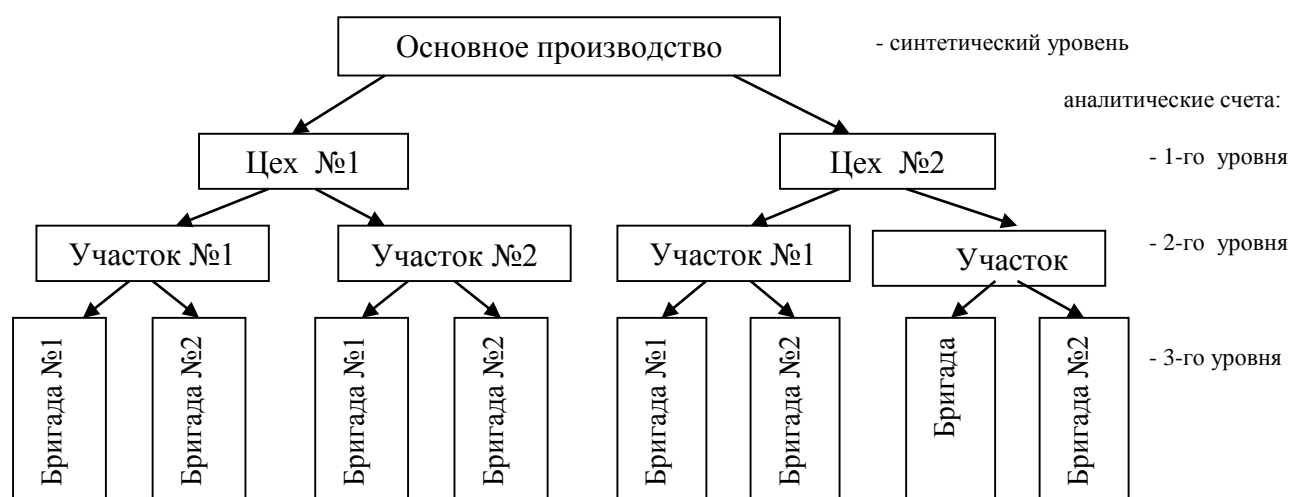 Основное производство
- синтетический уровень
аналитические счета:
Цех №1
Цех №2
- 1-го уровня
Участок №1
Участок №2
Участок №1
Участок
- 2-го уровня
Бригада №1
Бригада №2
Бригада №1
Бригада №2
Бригада №1
Бригада №2
Бригада
Бригада №2
- 3-го уровня